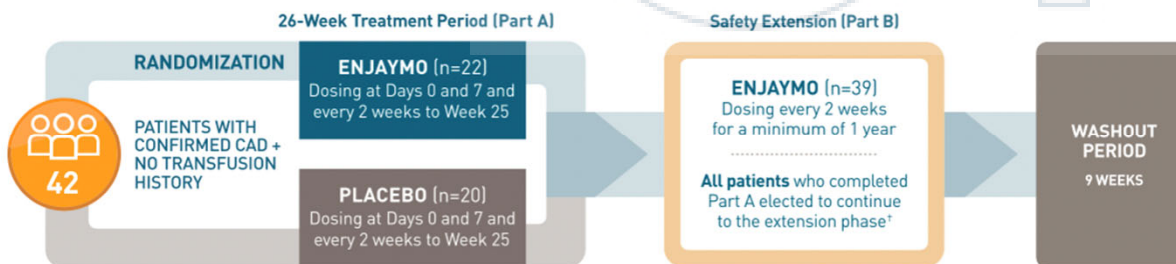 26-Week Treatment Period (Part A)
Safety Extension (Part B)
RANDOMIZATION
42
PATIENTS WITH
CONFIRMED CAD +
NO TRANSFUSION
HISTORY
ENJAYMO (n=22)
Dosing at Days 0 and 7 and
every 2 weeks to Week 25
PLACEBO (n=20)
Dosing at Days 0 and 7 and
every 2 weeks to Week 25
ENJAYMO (n=39)
Dosing every 2 weeks
for a minimum of 1 year
All patients who completed
Part A elected to continue
to the extension phase†
WASHOUT
PERIOD
9 WEEKS